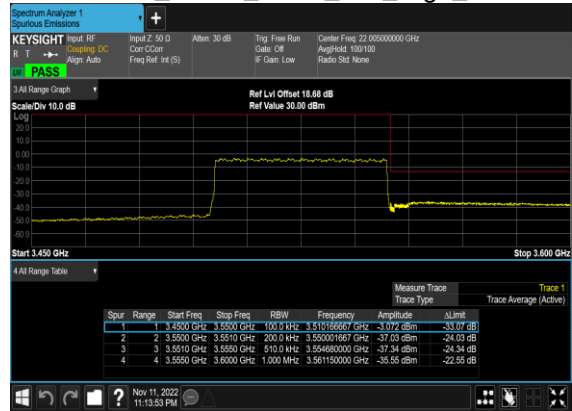 Spectrum Analyzer 1
Spurious Emissions
+
KEYSIGHT Input: RF Input Z: 50 Ω Atten: 30 dB Trig: Free Run Center Freq: 22.005000000 GHz
R T Coupling: DC Corr CCorr Gate: Off Avg|Hold: 100/100
Align: Auto Freq Ref: Int (S) IF Gain: Low Radio Std: None
PASS
3 All Range Graph
Ref Lvl Offset 18.68 dB
Scale/Div 10.0 dB Ref Value 30.00 dBm
Log
20.0
10.0
0.00
-10.0
-20.0
-30.0
-40.0
-50.0
-60.0
Start 3.450 GHz Stop 3.600 GHz
4 All Range Table
Measure Trace Trace 1
Trace Type Trace Average (Active)
Spur Range Start Freq Stop Freq RBW Frequency Amplitude ΔLimit
1 1 3.4500 GHz 3.5500 GHz 100.0 kHz 3.510166667 GHz -3.072 dBm -33.07 dB
2 2 3.5500 GHz 3.5510 GHz 200.0 kHz 3.550001667 GHz -37.03 dBm -24.03 dB
3 3 3.5510 GHz 3.5550 GHz 510.0 kHz 3.554680000 GHz -37.34 dBm -24.34 dB
4 4 3.5550 GHz 3.6000 GHz 1.000 MHz 3.561150000 GHz -35.55 dBm -22.55 dB
? Nov 11, 2022
11:13:53 PM